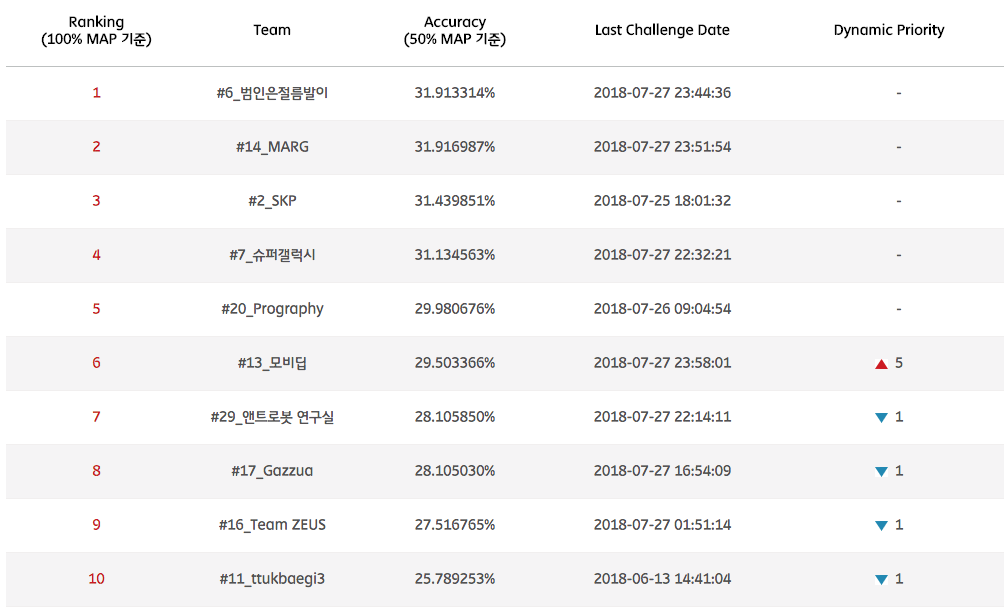 Ranking
(100% MAP 기준) Team Accuracy
(50% MAP 기준) Last Challenge Date Dynamic Priority
1 #6_범인은절름발이 31.913314% 2018-07-27 23:44:36 -
2 #14_MARG 31.916987% 2018-07-27 23:51:54 -
3 #2_SKP 31.439851% 2018-07-25 18:01:32 -
4 #7_슈퍼갤럭시 31.134563% 2018-07-27 22:32:21 -
5 #20_Prography 29.980676% 2018-07-26 09:04:54 -
6 #13_모비딥 29.503366% 2018-07-27 23:58:01 ▲ 5
7 #29_앤트로봇 연구실 28.105850% 2018-07-27 22:14:11 ▼ 1
8 #17_Gazzua 28.105030% 2018-07-27 16:54:09 ▼ 1
9 #16_Team ZEUS 27.516765% 2018-07-27 01:51:14 ▼ 1
10 #11_ttukbaegi3 25.789253% 2018-06-13 14:41:04 ▼ 1